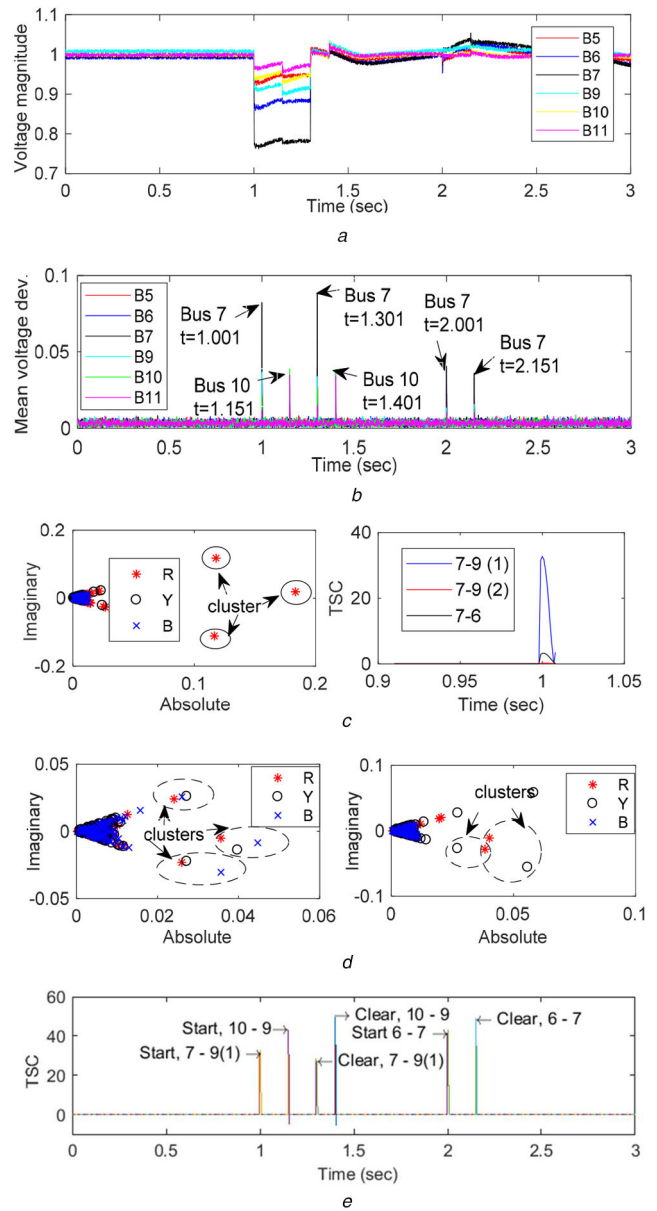 Voltage magnitude
1.1
1
0.9
0.8
0.7
B5
B6
B7
B9
B10
B11
0 0.5 1 1.5 2 2.5 3
Time (sec)
a
Mean voltage dev.
0.1
0.05
0
B5
B6
B7
B9
B10
B11
Bus 7
t=1.001
Bus 10
t=1.151
Bus 7
t=1.301
Bus 10
t=1.401
Bus 7
t=2.001
Bus 7
t=2.151
0 0.5 1 1.5 2 2.5 3
Time (sec)
b
Imaginary
0.2
0
-0.2
R
Y
B
cluster
0 0.1 0.2
Absolute
TSC
40
20
0
7-9 (1)
7-9 (2)
7-6
0.9 0.95 1 1.05
Time (sec)
c
Imaginary
0.05
0
-0.05
R
Y
B
clusters
0 0.02 0.04 0.06
Absolute
Imaginary
0.1
0
-0.1
clusters
R
Y
B
0 0.05 0.1
Absolute
d
TSC
60
40
20
0
Start, 7 - 9(1)
Start, 10 - 9
Clear, 7 - 9(1)
Clear, 10 - 9
Start 6 - 7
Clear, 6 - 7
0 0.5 1 1.5 2 2.5 3
Time (sec)
e